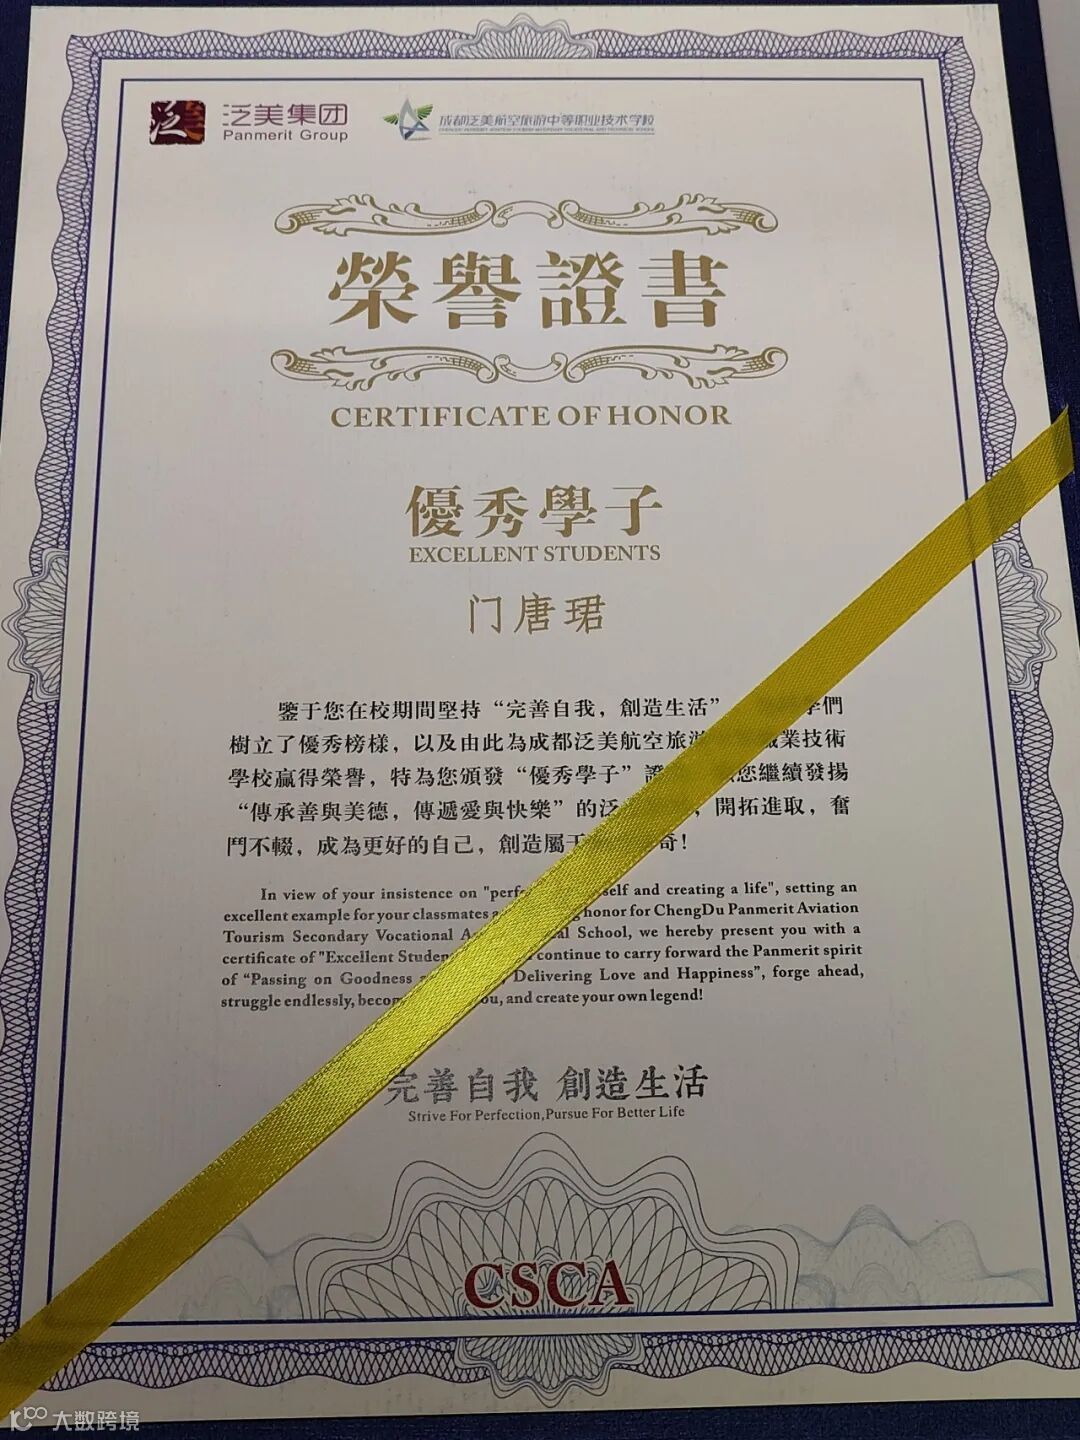 泛美集团
Panmerit Group
成都泛美航空旅游中等职业技术学校
榮譽證書
CERTIFICATE OF HONOR
優秀學子
EXCELLENT STUDENTS
门唐珺
鑒于您在校期間堅持“完善自我，創造生活” 學們
樹立了優秀榜樣，以及由此為成都泛美航空旅游 職業技術
學校贏得榮譽，特為您頒發“優秀學子”證 您繼續發揚
“傳承善與美德，傳遞愛與快樂”的泛 ，開拓進取，奮
鬥不輟，成為更好的自己，創造屬于 奇！
In view of your insistence on "perf self and creating a life", setting an
excellent example for your classmates a g honor for ChengDu Panmerit Aviation
Tourism Secondary Vocational A al School, we hereby present you with a
certificate of "Excellent Studen continue to carry forward the Panmerit spirit
of “Passing on Goodness a , Delivering Love and Happiness”, forge ahead,
struggle endlessly, becom ou, and create your own legend!
完善自我 創造生活
Strive For Perfection,Pursue For Better Life
CSCA
大数跨境